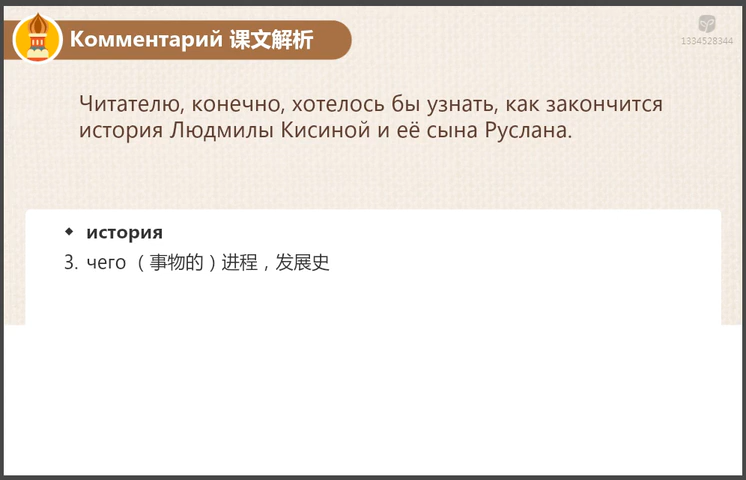 Комментарий 课文解析
1334528344
Читателю, конечно, хотелось бы узнать, как закончится
история Людмилы Кисиной и её сына Руслана.
◆ история
3. чего（事物的）进程，发展史